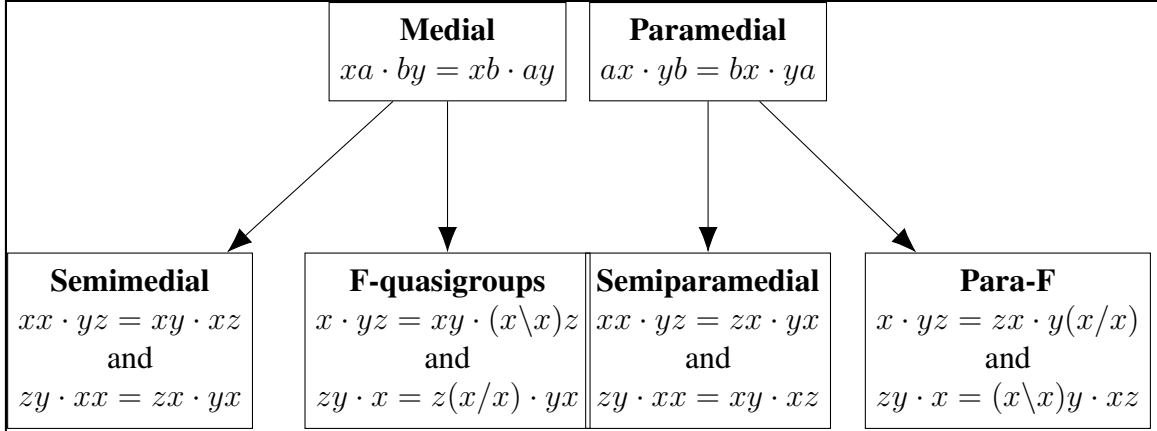 Medial
xa · by = xb · ay
Paramedial
ax · yb = bx · ya
Semimedial
xx · yz = xy · xz
and
zy · xx = zx · yx
F-quasigroups
x · yz = xy · (x\x)z
and
zy · x = z(x/x) · yx
Semiparamedial
xx · yz = zx · yx
and
zy · xx = xy · xz
Para-F
x · yz = zx · y(x/x)
and
zy · x = (x\x)y · xz